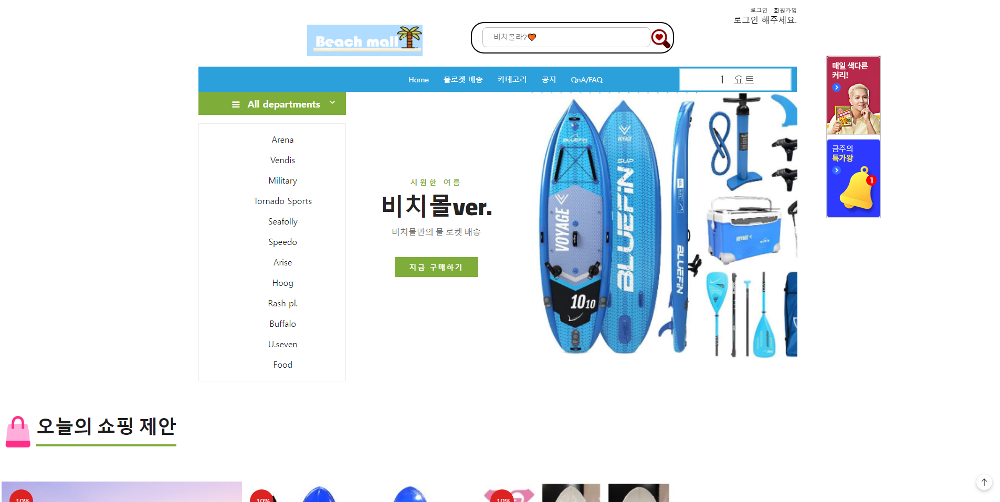 로그인 회원가입
로그인 해주세요.
Beach mall
비치몰라?🧡
Home 물로켓 배송 카테고리 공지 QnA/FAQ
1 요트
All departments
Arena
Vendis
Military
Tornado Sports
Seafolly
Speedo
Arise
Hoog
Rash pl.
Buffalo
U.seven
Food
시원한 여름
비치몰ver.
비치몰만의 물 로켓 배송
지금 구매하기
BLUEFIN
VOYAGE
1010
VOYAGE
SUP
BLUEFIN
BLUEFIN
VOYAGE
매일 색다른
커리!
금주의
특가왕
1
오늘의 쇼핑 제안
-10%
-10%
-10%